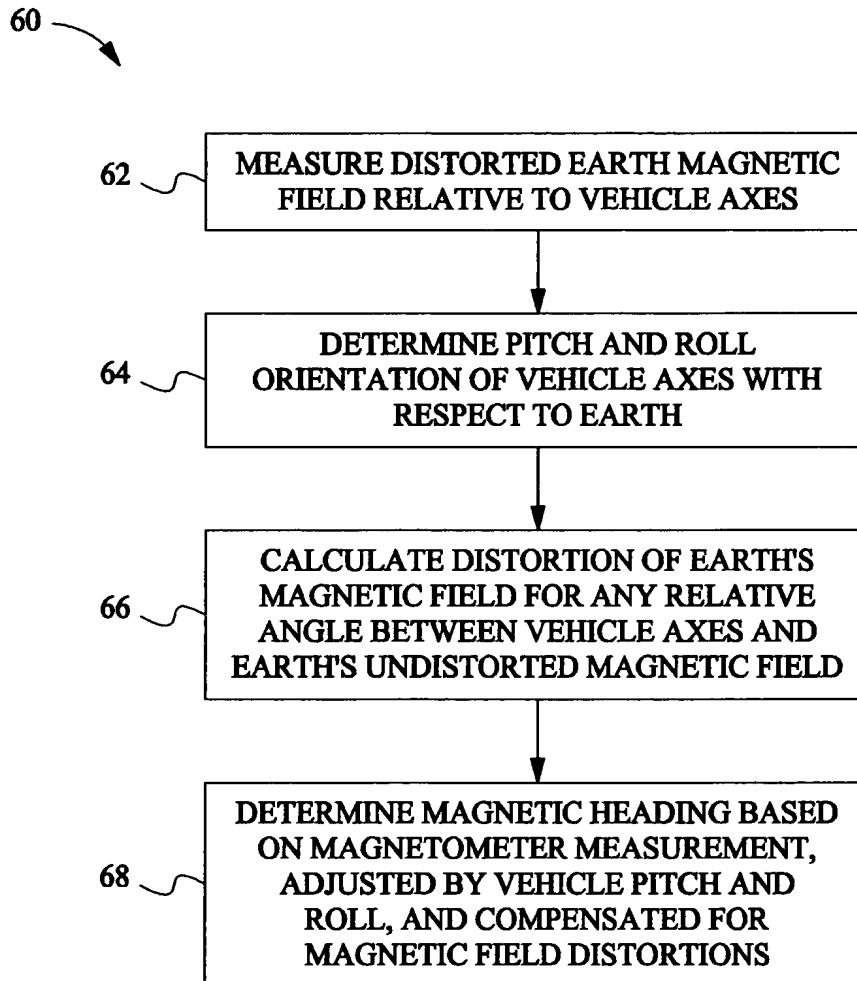 60
62
MEASURE DISTORTED EARTH MAGNETIC
FIELD RELATIVE TO VEHICLE AXES
64
DETERMINE PITCH AND ROLL
ORIENTATION OF VEHICLE AXES WITH
RESPECT TO EARTH
66
CALCULATE DISTORTION OF EARTH'S
MAGNETIC FIELD FOR ANY RELATIVE
ANGLE BETWEEN VEHICLE AXES AND
EARTH'S UNDISTORTED MAGNETIC FIELD
68
DETERMINE MAGNETIC HEADING BASED
ON MAGNETOMETER MEASUREMENT,
ADJUSTED BY VEHICLE PITCH AND
ROLL, AND COMPENSATED FOR
MAGNETIC FIELD DISTORTIONS